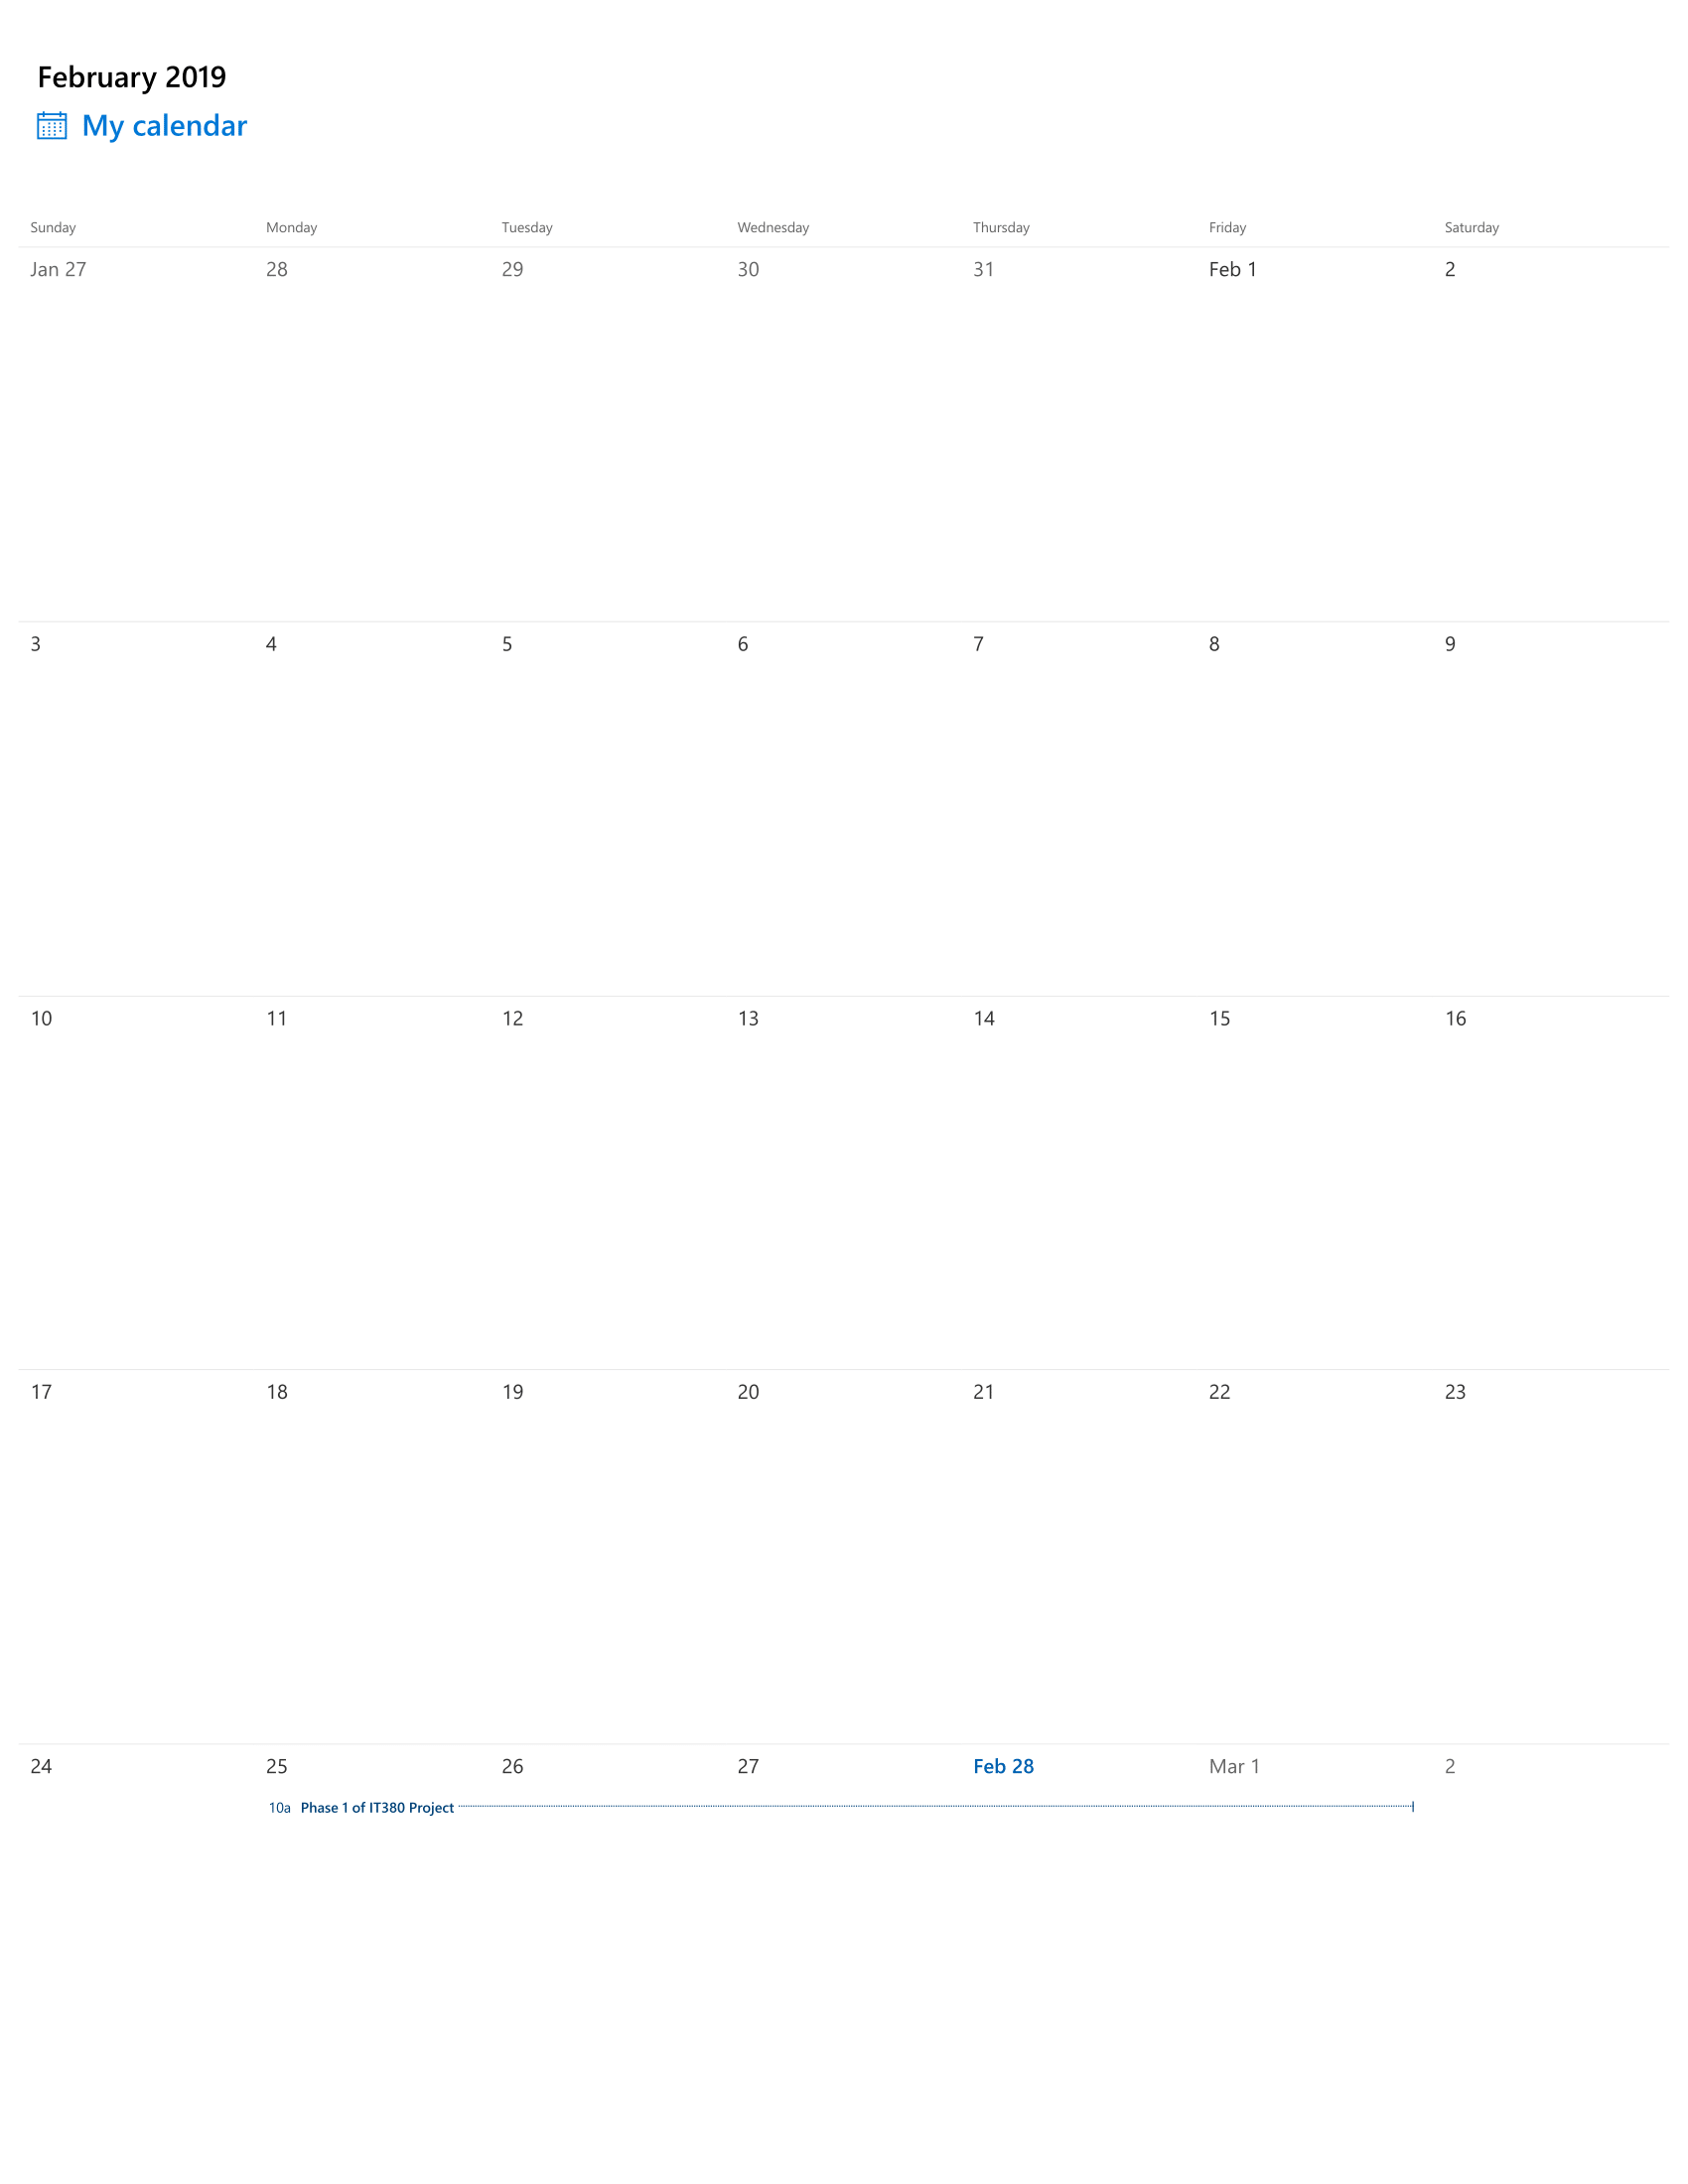 February 2019
My calendar
Sunday Monday Tuesday Wednesday Thursday Friday Saturday
Jan 27 28 29 30 31 Feb 1 2
3 4 5 6 7 8 9
10 11 12 13 14 15 16
17 18 19 20 21 22 23
24 25 26 27 Feb 28 Mar 1 2
10a Phase 1 of IT380 Project